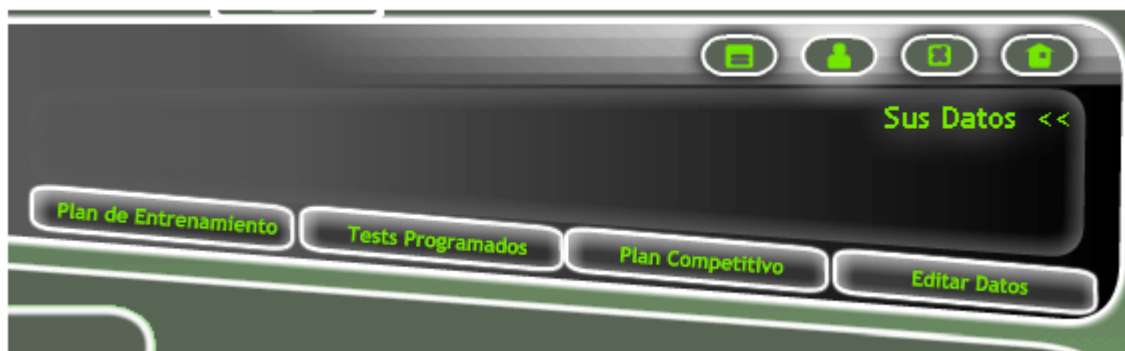 Sus Datos <<
Plan de Entrenamiento
Tests Programados
Plan Competitivo
Editar Datos